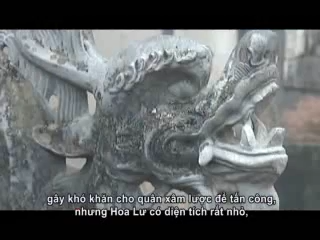 gây khó khăn cho quân xâm lược để tấn công,
nhưng Hoa Lư có diện tích rất nhỏ,